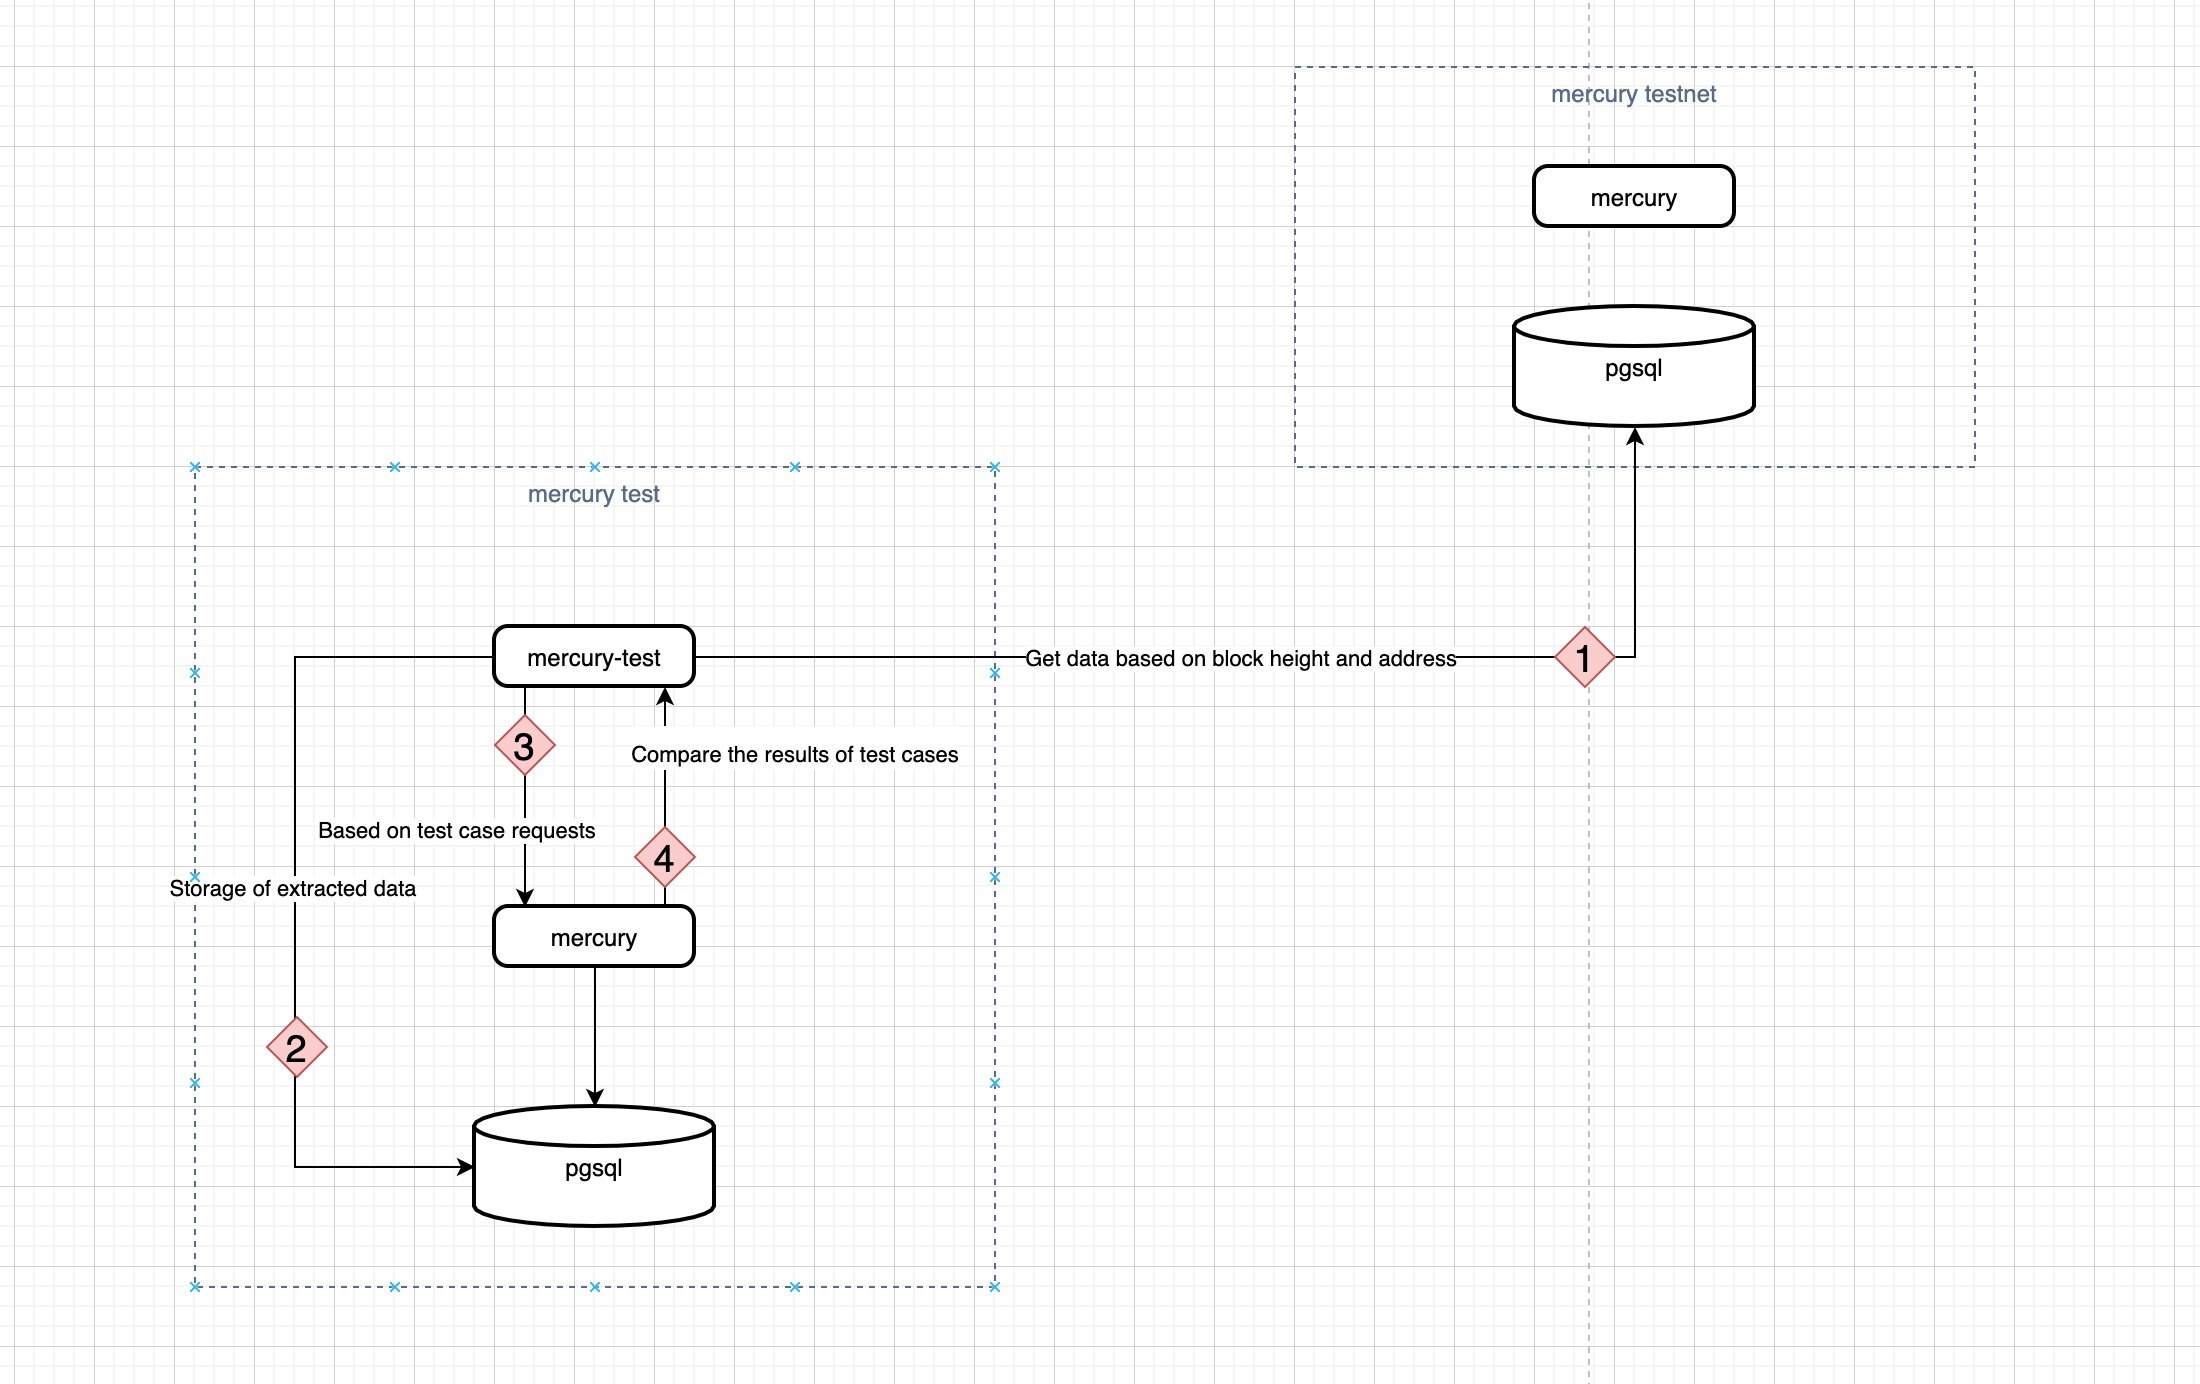 mercury testnet
mercury
pgsql
mercury test
mercury-test
Get data based on block height and address
1
3
Compare the results of test cases
Based on test case requests
4
Storage of extracted data
mercury
2
pgsql